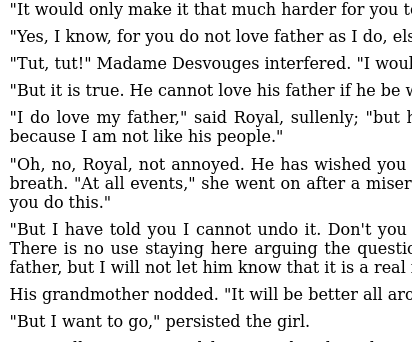 "It would only make it that much harder for you
"Yes, I know, for you do not love father as I do,
"Tut, tut!" Madame Desvouges interfered. "I
"But it is true. He cannot love his father if he be
"I do love my father," said Royal, sullenly; "but
because I am not like his people."
"Oh, no, Royal, not annoyed. He has wished you
breath. "At all events," she went on after a
you do this."
"But I have told you I cannot undo it. Don't you
There is no use staying here arguing the
father, but I will not let him know that it is a real
His grandmother nodded. "It will be better all
"But I want to go," persisted the girl.